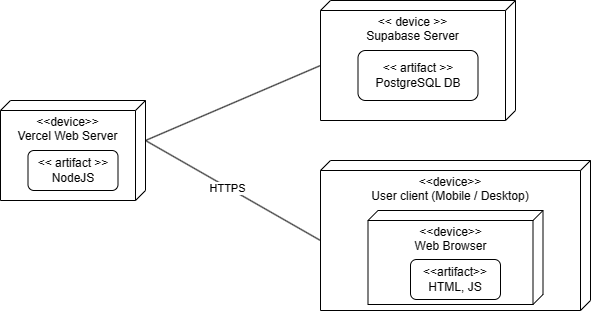 << device >>
Supabase Server
<< artifact >>
PostgreSQL DB
<<device>>
Vercel Web Server
<< artifact >>
NodeJS
HTTPS
<<device>>
User client (Mobile / Desktop)
<<device>>
Web Browser
<<artifact>>
HTML, JS